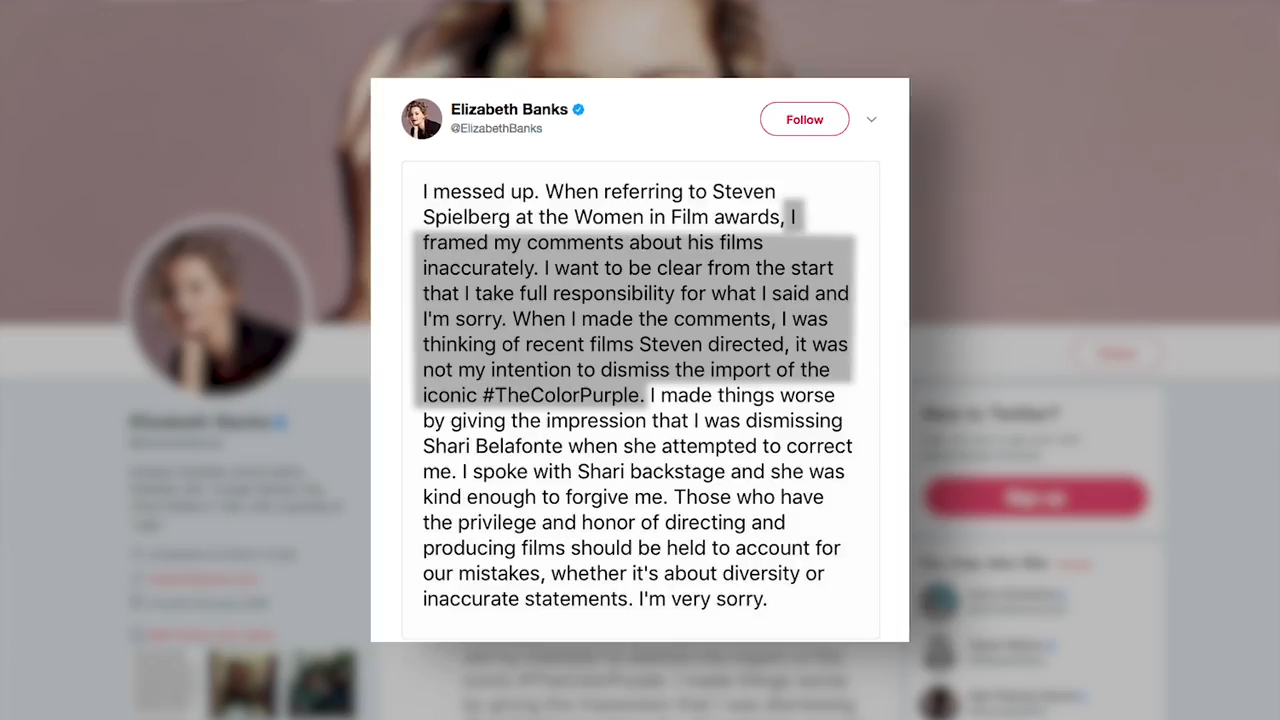 Elizabeth Banks
@ElizabethBanks
Follow
I messed up. When referring to Steven
Spielberg at the Women in Film awards, I
framed my comments about his films
inaccurately. I want to be clear from the start
that I take full responsibility for what I said and
I'm sorry. When I made the comments, I was
thinking of recent films Steven directed, it was
not my intention to dismiss the import of the
iconic #TheColorPurple. I made things worse
by giving the impression that I was dismissing
Shari Belafonte when she attempted to correct
me. I spoke with Shari backstage and she was
kind enough to forgive me. Those who have
the privilege and honor of directing and
producing films should be held to account for
our mistakes, whether it's about diversity or
inaccurate statements. I'm very sorry.
Elizabeth Banks
Sign up